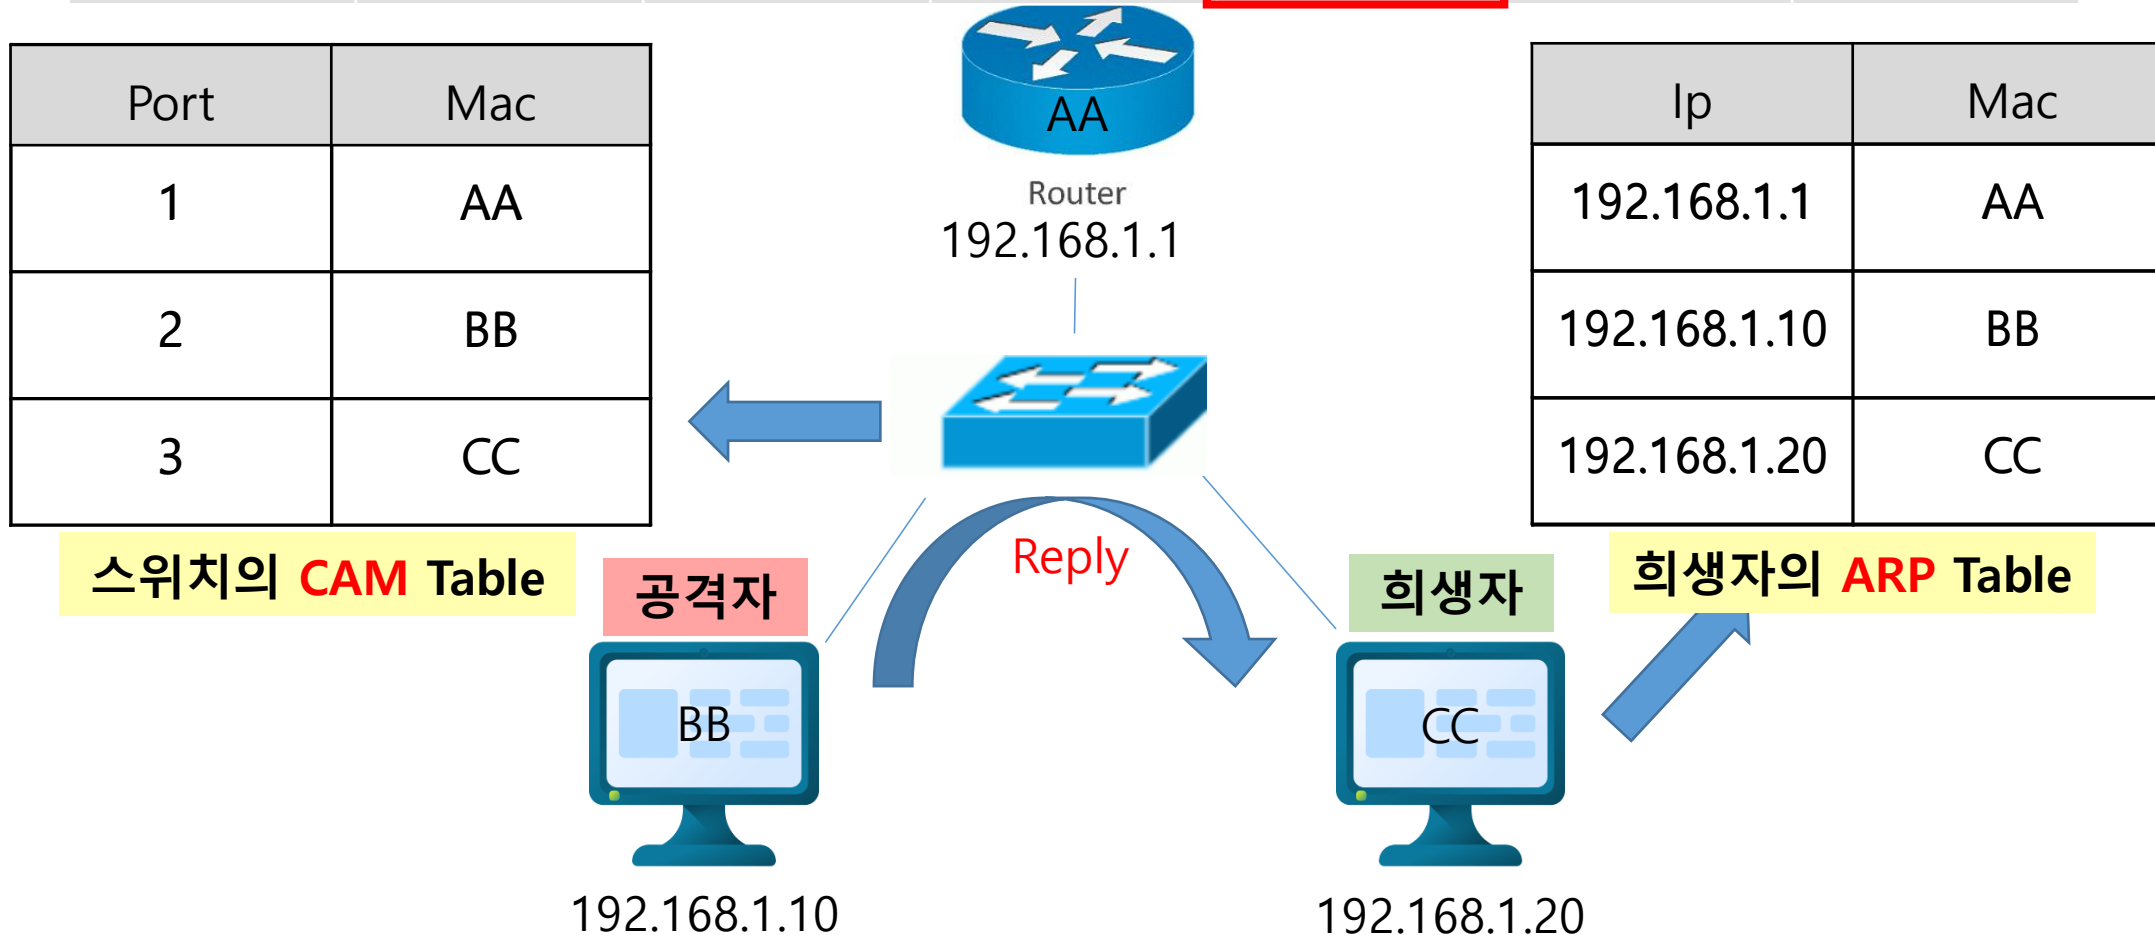 Port Mac
1 AA
2 BB
3 CC
스위치의 CAM Table
AA
Router
192.168.1.1
Ip Mac
192.168.1.1 AA
192.168.1.10 BB
192.168.1.20 CC
희생자의 ARP Table
Reply
공격자
BB
192.168.1.10
희생자
CC
192.168.1.20